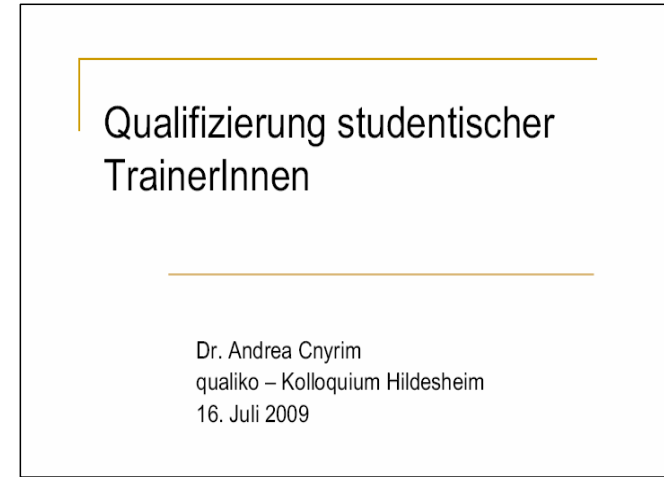 Qualifizierung studentischer
TrainerInnen
Dr. Andrea Cnyrim
qualiko – Kolloquium Hildesheim
16. Juli 2009